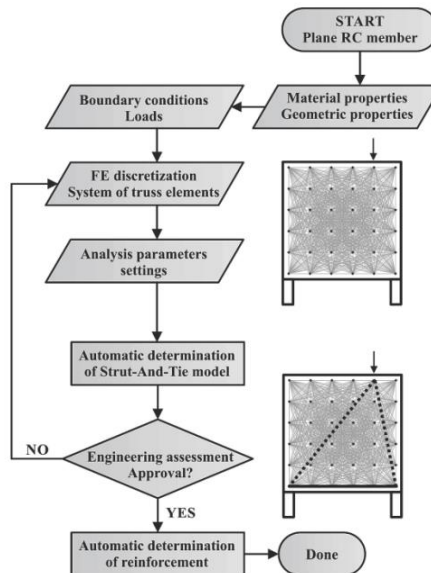 START
Plane RC member
Material properties
Geometric properties
Boundary conditions
Loads
FE discretization
System of truss elements
Analysis parameters
settings
Automatic determination
of Strut-And-Tie model
Engineering assessment
Approval?
NO
YES
Automatic determination
of reinforcement
Done